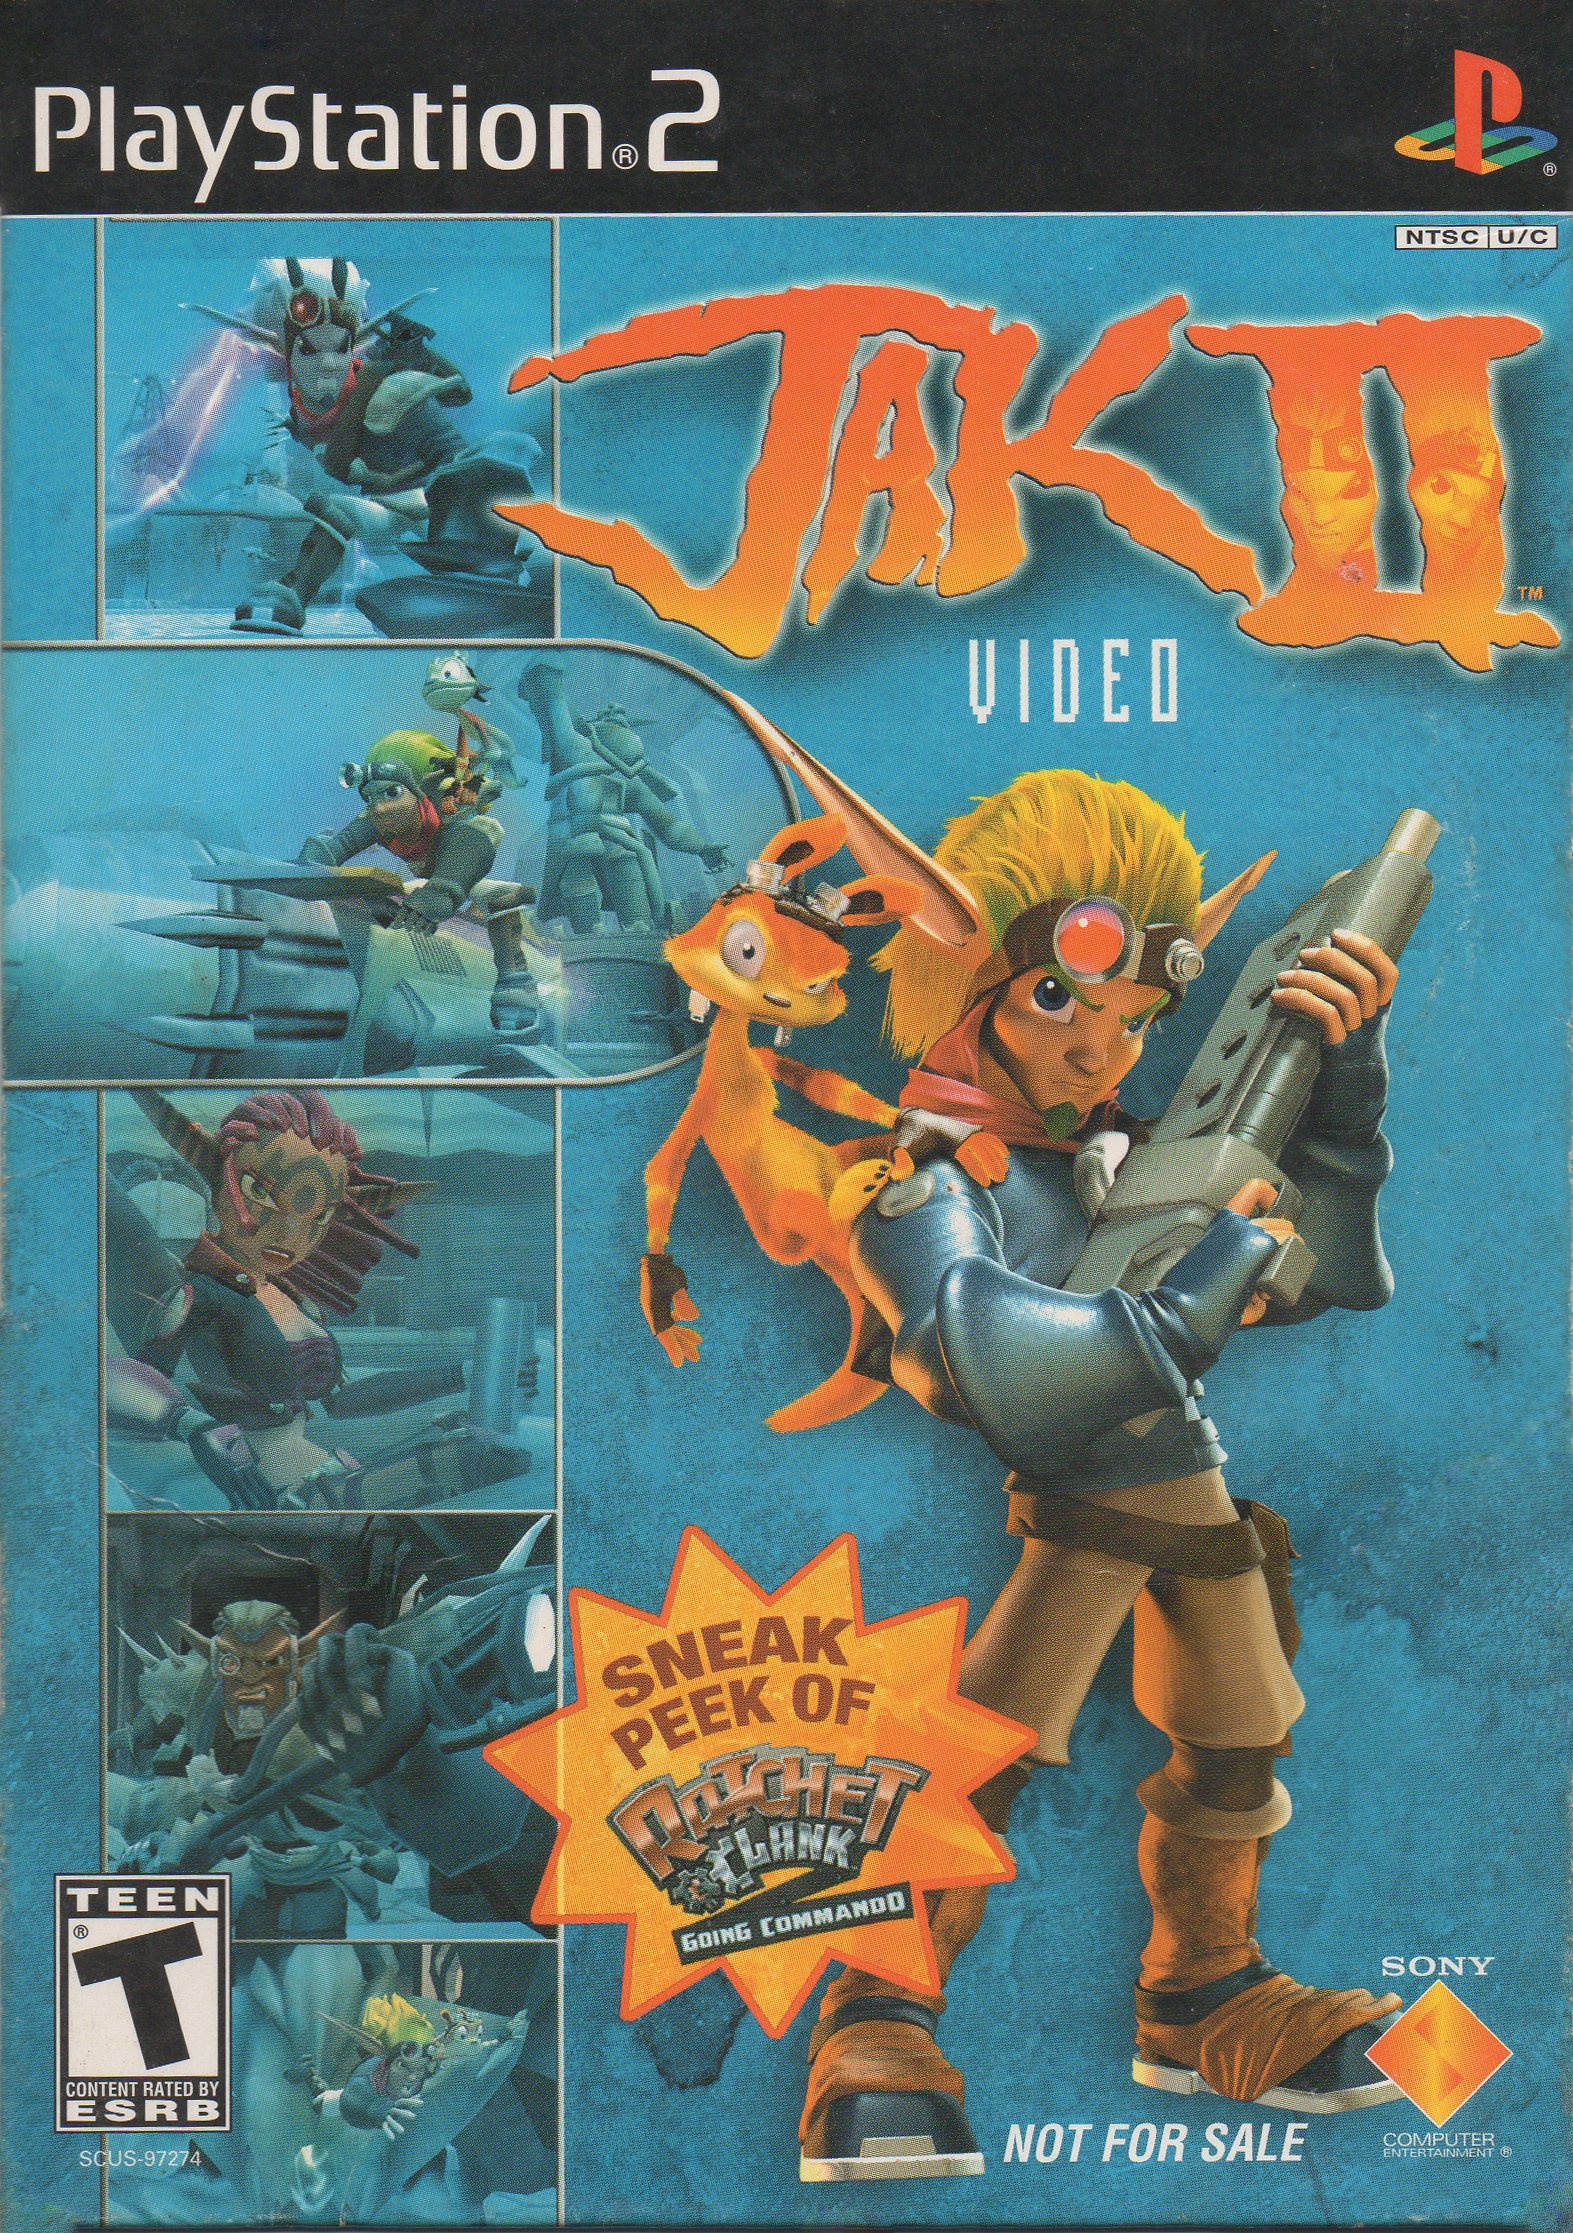 PlayStation®2
®
NTSC U/C
JAK II
TM
VIDEO
SNEAK
PEEK OF
RATCHET
CLANK
GOING COMMANDO
TEEN
®
T
CONTENT RATED BY
ESRB
SCUS-97274
NOT FOR SALE
SONY
COMPUTER
ENTERTAINMENT ®